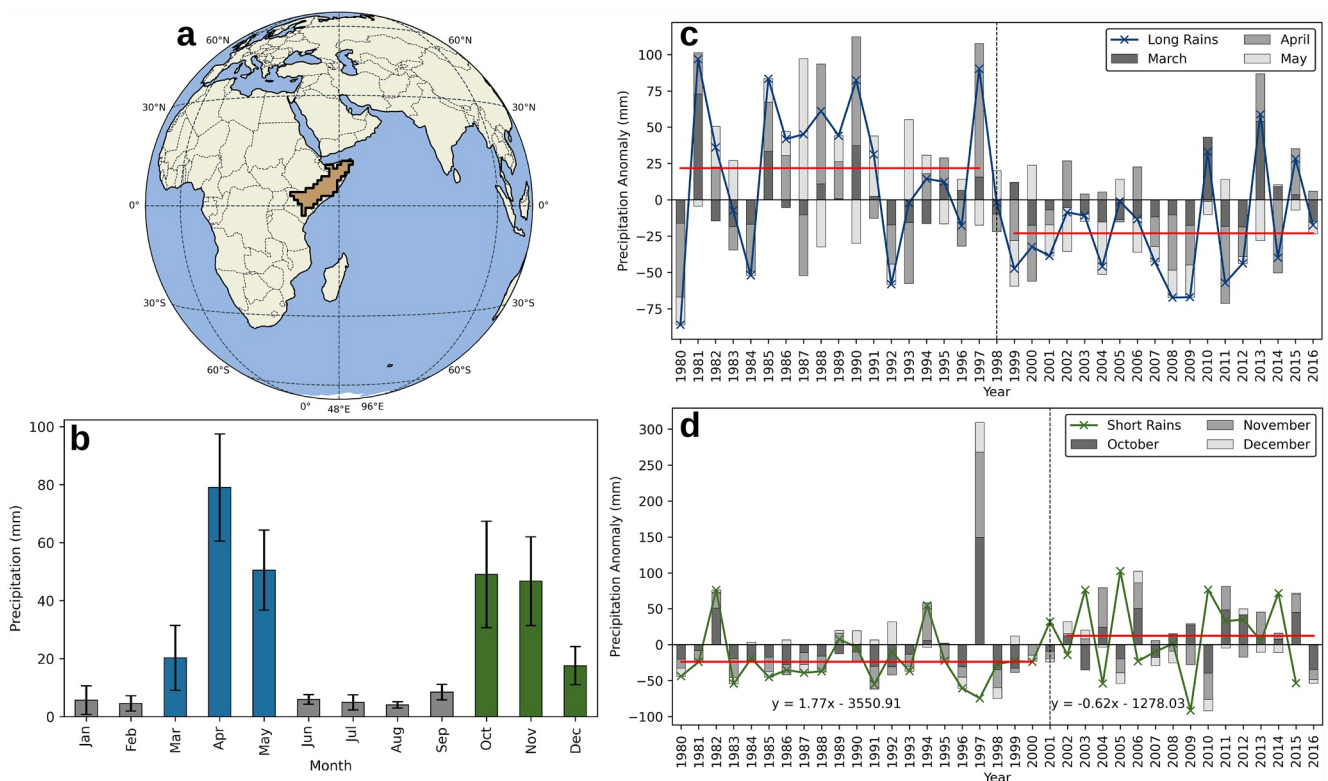 a
60°N
60°N
30°N
30°N
0°
0°
30°S
30°S
60°S
60°S
0°
48°E
96°E
b
Precipitation (mm)
100
80
60
40
20
0
Jan
Feb
Mar
Apr
May
Jun
Jul
Aug
Sep
Oct
Nov
Dec
Month
c
Long Rains
March
April
May
Precipitation Anomaly (mm)
100
75
50
25
0
−25
−50
−75
1980
1981
1982
1983
1984
1985
1986
1987
1988
1989
1990
1991
1992
1993
1994
1995
1996
1997
1998
1999
2000
2001
2002
2003
2004
2005
2006
2007
2008
2009
2010
2011
2012
2013
2014
2015
2016
Year
d
Short Rains
October
November
December
Precipitation Anomaly (mm)
300
250
200
150
100
50
0
−50
−100
y = 1.77x - 3550.91
y = -0.62x - 1278.03
1980
1981
1982
1983
1984
1985
1986
1987
1988
1989
1990
1991
1992
1993
1994
1995
1996
1997
1998
1999
2000
2001
2002
2003
2004
2005
2006
2007
2008
2009
2010
2011
2012
2013
2014
2015
2016
Year